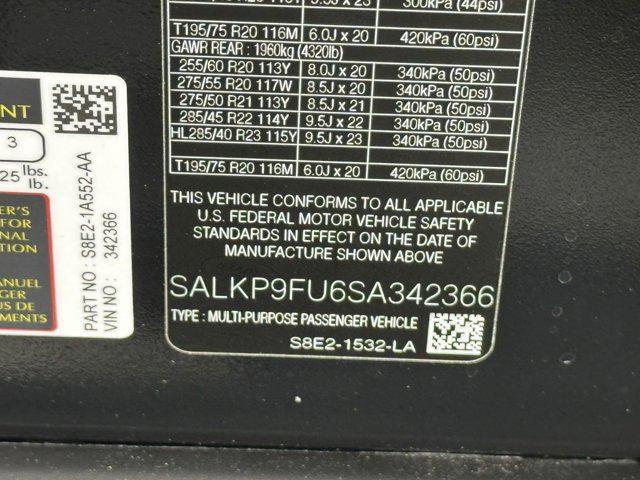 300kPa (44psi)
T195/75 R20 116M 6.0J x 20 420kPa (60psi)
GAWR REAR : 1960kg (4320lb)
255/60 R20 113Y 8.0J x 20 340kPa (50psi)
275/55 R20 117W 8.5J x 20 340kPa (50psi)
275/50 R21 113Y 8.5J x 21 340kPa (50psi)
285/45 R22 114Y 9.5J x 22 340kPa (50psi)
HL285/40 R23 115Y 9.5J x 23 340kPa (50psi)
T195/75 R20 116M 6.0J x 20 420kPa (60psi)
THIS VEHICLE CONFORMS TO ALL APPLICABLE
U.S. FEDERAL MOTOR VEHICLE SAFETY
STANDARDS IN EFFECT ON THE DATE OF
MANUFACTURE SHOWN ABOVE
SALKP9FU6SA342366
TYPE : MULTI-PURPOSE PASSENGER VEHICLE
S8E2-1532-LA
3
lbs.
lb.
FOR
MANUEL
DE
PART NO : S8E2-1A552-AA
VIN NO : 342366